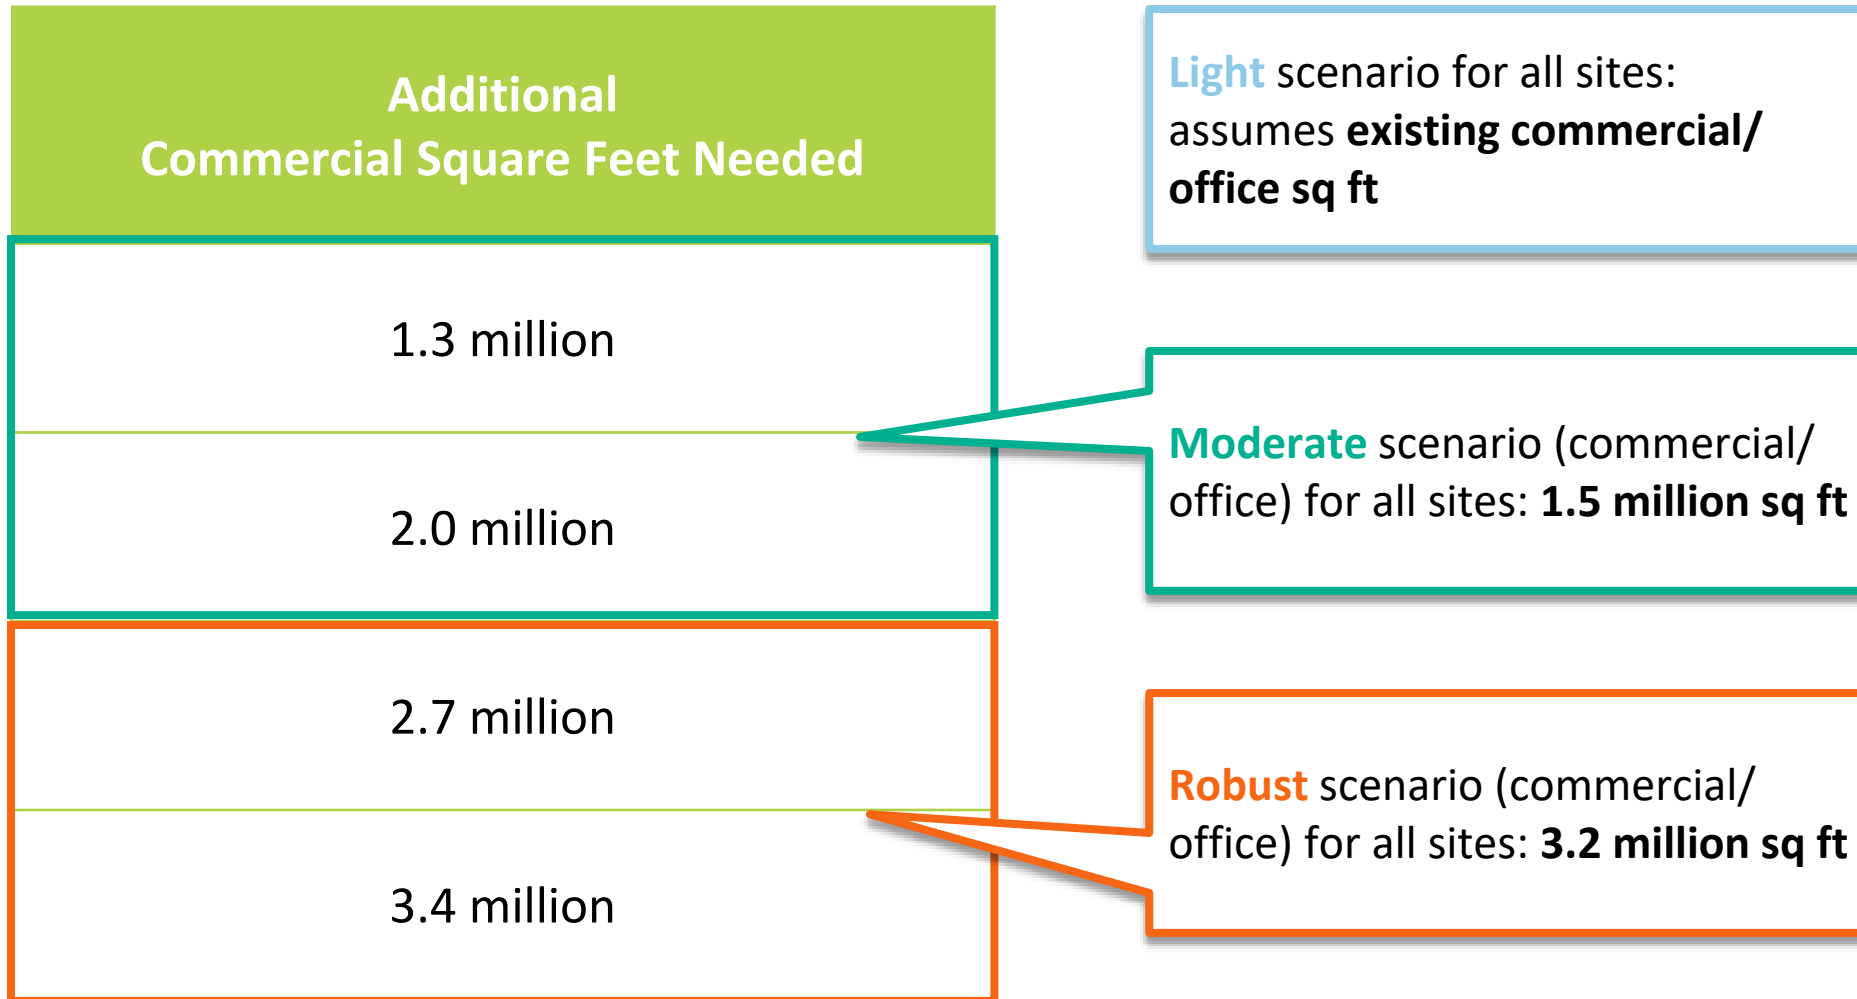 Additional
Commercial Square Feet Needed
1.3 million
2.0 million
2.7 million
3.4 million
Light scenario for all sites:
assumes existing commercial/
office sq ft
Moderate scenario (commercial/
office) for all sites: 1.5 million sq ft
Robust scenario (commercial/
office) for all sites: 3.2 million sq ft